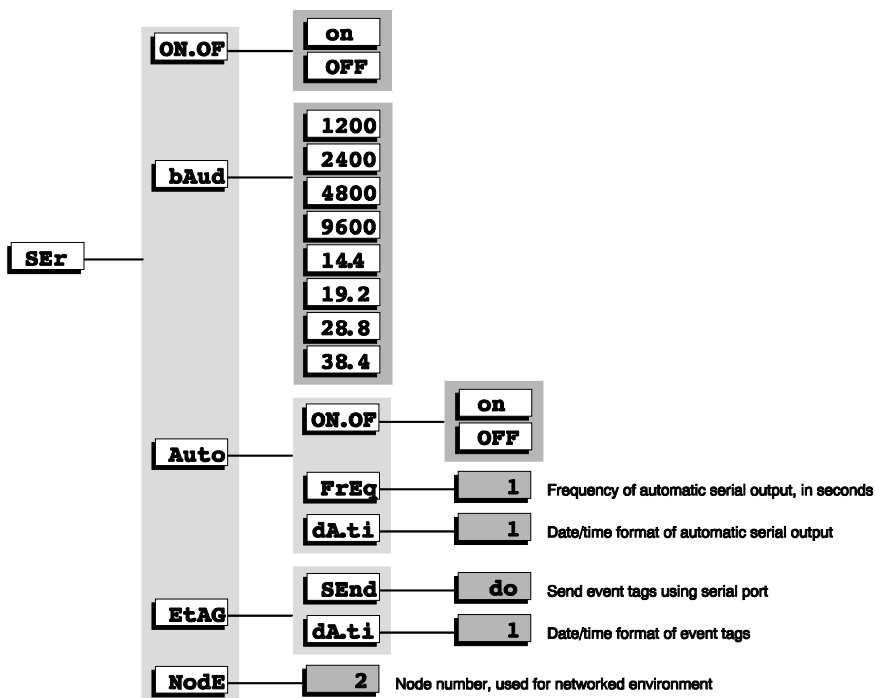 on
ON.OF
OFF
1200
2400
bAud
4800
9600
SEr
14.4
19.2
28.8
38.4
on
ON.OF
OFF
Auto
FrEq 1 Frequency of automatic serial output, in seconds
dA.ti 1 Date/time format of automatic serial output
SEnd do Send event tags using serial port
EtAG
dA.ti 1 Date/time format of event tags
NodE 2 Node number, used for networked environment